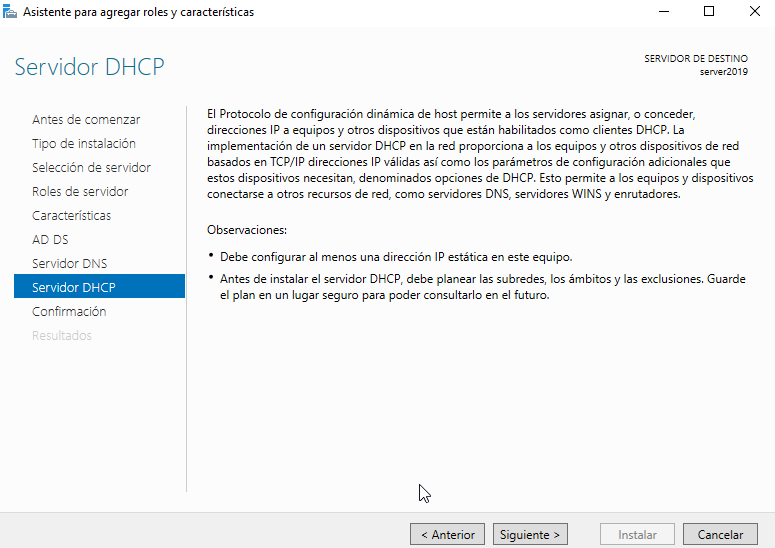 Asistente para agregar roles y características
Servidor DHCP
SERVIDOR DE DESTINO
server2019
Antes de comenzar
Tipo de instalación
Selección de servidor
Roles de servidor
Características
AD DS
Servidor DNS
Servidor DHCP
Confirmación
Resultados
El Protocolo de configuración dinámica de host permite a los servidores asignar, o conceder,
direcciones IP a equipos y otros dispositivos que están habilitados como clientes DHCP. La
implementación de un servidor DHCP en la red proporciona a los equipos y otros dispositivos de red
basados en TCP/IP direcciones IP válidas así como los parámetros de configuración adicionales que
estos dispositivos necesitan, denominados opciones de DHCP. Esto permite a los equipos y dispositivos
conectarse a otros recursos de red, como servidores DNS, servidores WINS y enrutadores.
Observaciones:
• Debe configurar al menos una dirección IP estática en este equipo.
• Antes de instalar el servidor DHCP, debe planear las subredes, los ámbitos y las exclusiones. Guarde
el plan en un lugar seguro para poder consultarlo en el futuro.
< Anterior
Siguiente >
Instalar
Cancelar